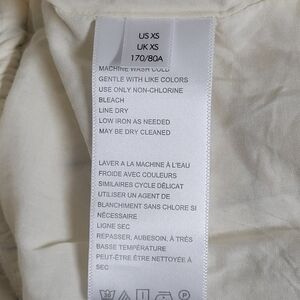 US XS
UK XS
170/80A
MACHINE WASH COLD
GENTLE WITH LIKE COLORS
USE ONLY NON-CHLORINE
BLEACH
LINE DRY
LOW IRON AS NEEDED
MAY BE DRY CLEANED
LAVER A LA MACHINE À L'EAU
FROIDE AVEC COULEURS
SIMILAIRES CYCLE DÉLICAT
UTILISER UN AGENT DE
BLANCHIMENT SANS CHLORE SI
NÉCESSAIRE
LIGNE SEC
REPASSER, AUBESON, À TRÈS
BASSE TEMPÉRATURE
PEUT-ÊTRE ÊTRE NETTOYÉE À
SEC
P